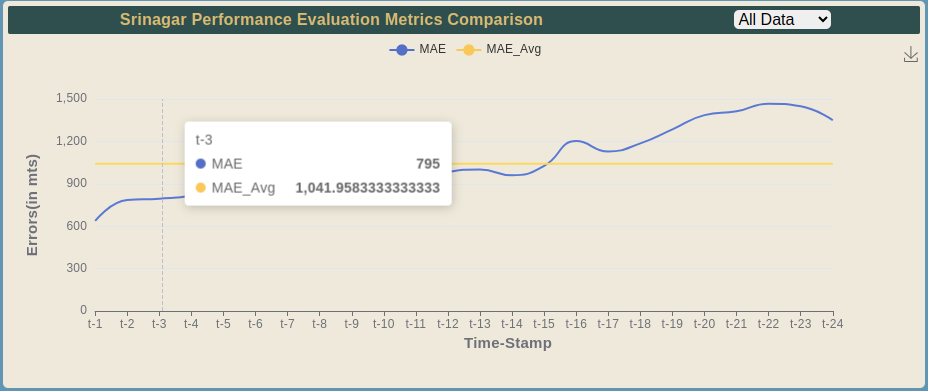 Srinagar Performance Evaluation Metrics Comparison
All Data
MAE MAE_Avg
1,500
1,200
900
600
300
0
Errors(in mts)
t-3
MAE 795
MAE_Avg 1,041.9583333333333
t-1 t-2 t-3 t-4 t-5 t-6 t-7 t-8 t-9 t-10 t-11 t-12 t-13 t-14 t-15 t-16 t-17 t-18 t-19 t-20 t-21 t-22 t-23 t-24
Time-Stamp